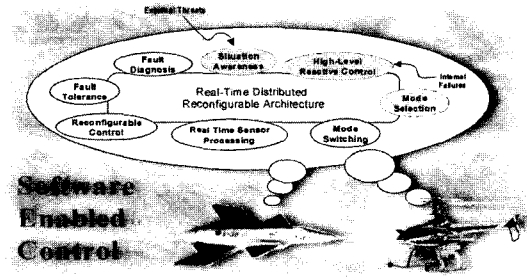 External Threats
Fault
Diagnosis
Situation
Awareness
High-Level
Reactive Control
Internal
Failures
Fault
Tolerance
Real-Time Distributed
Reconfigurable Architecture
Mode
Selection
Reconfigurable
Control
Real Time Sensor
Processing
Mode
Switching
Software
Enabled
Control